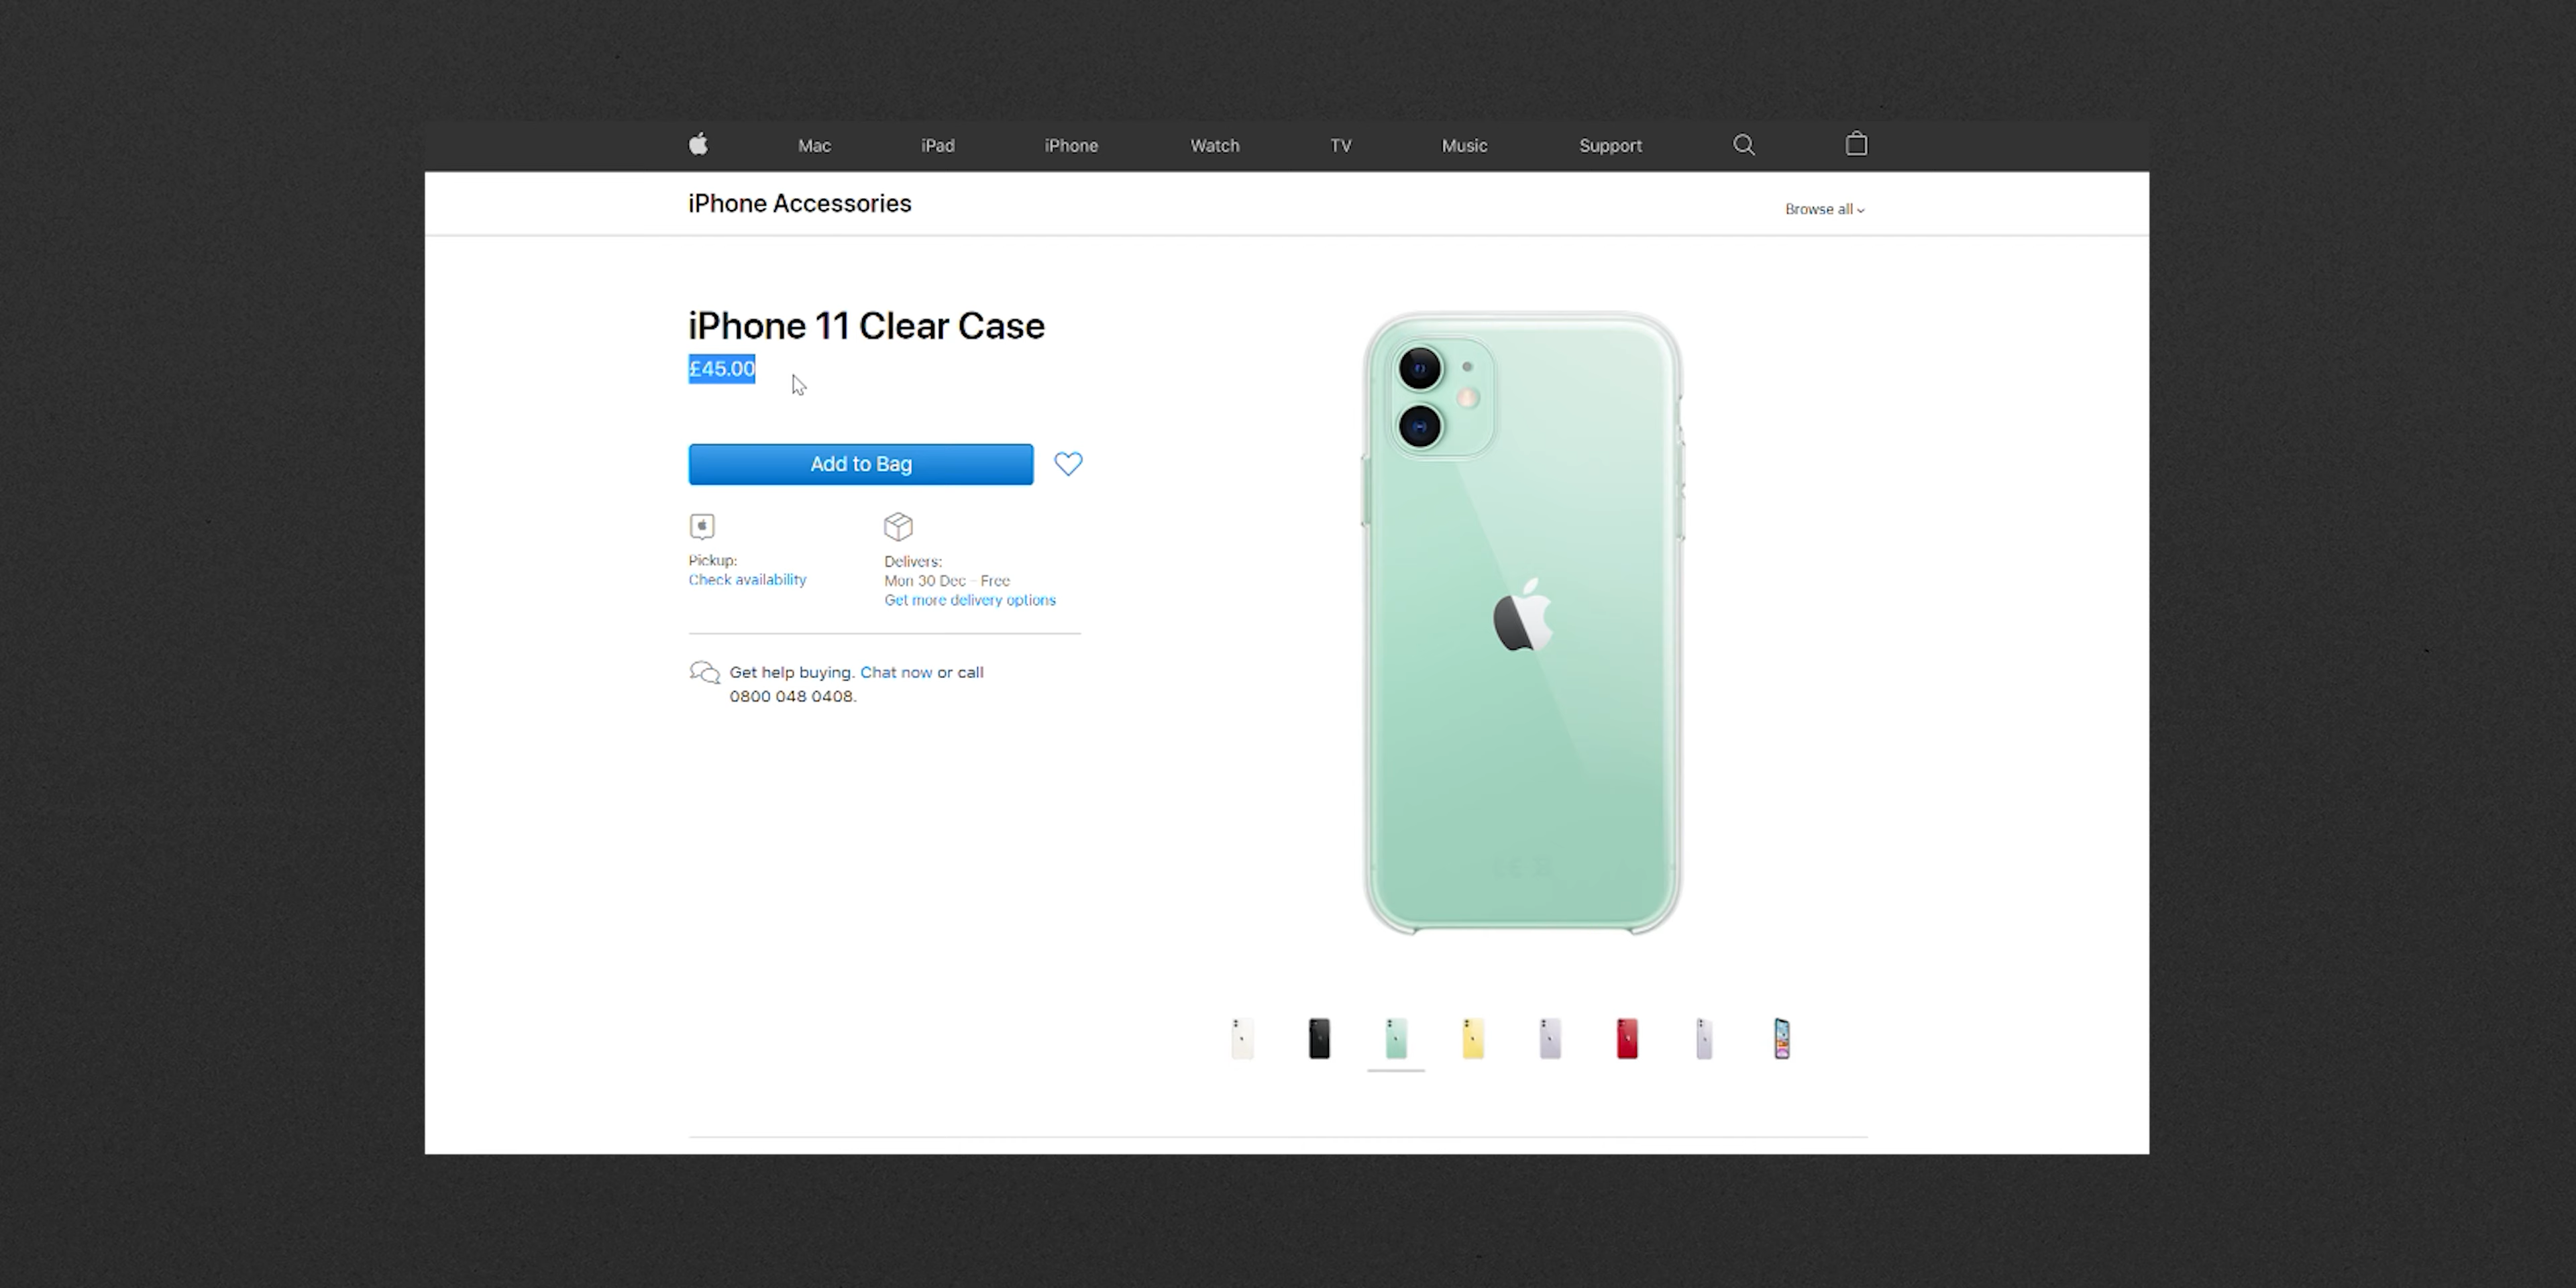 Mac iPad iPhone Watch TV Music Support
iPhone Accessories
Browse all
iPhone 11 Clear Case
£45.00
Add to Bag
Pickup:
Check availability
Delivers:
Mon 30 Dec – Free
Get more delivery options
Get help buying. Chat now or call
0800 048 0408.